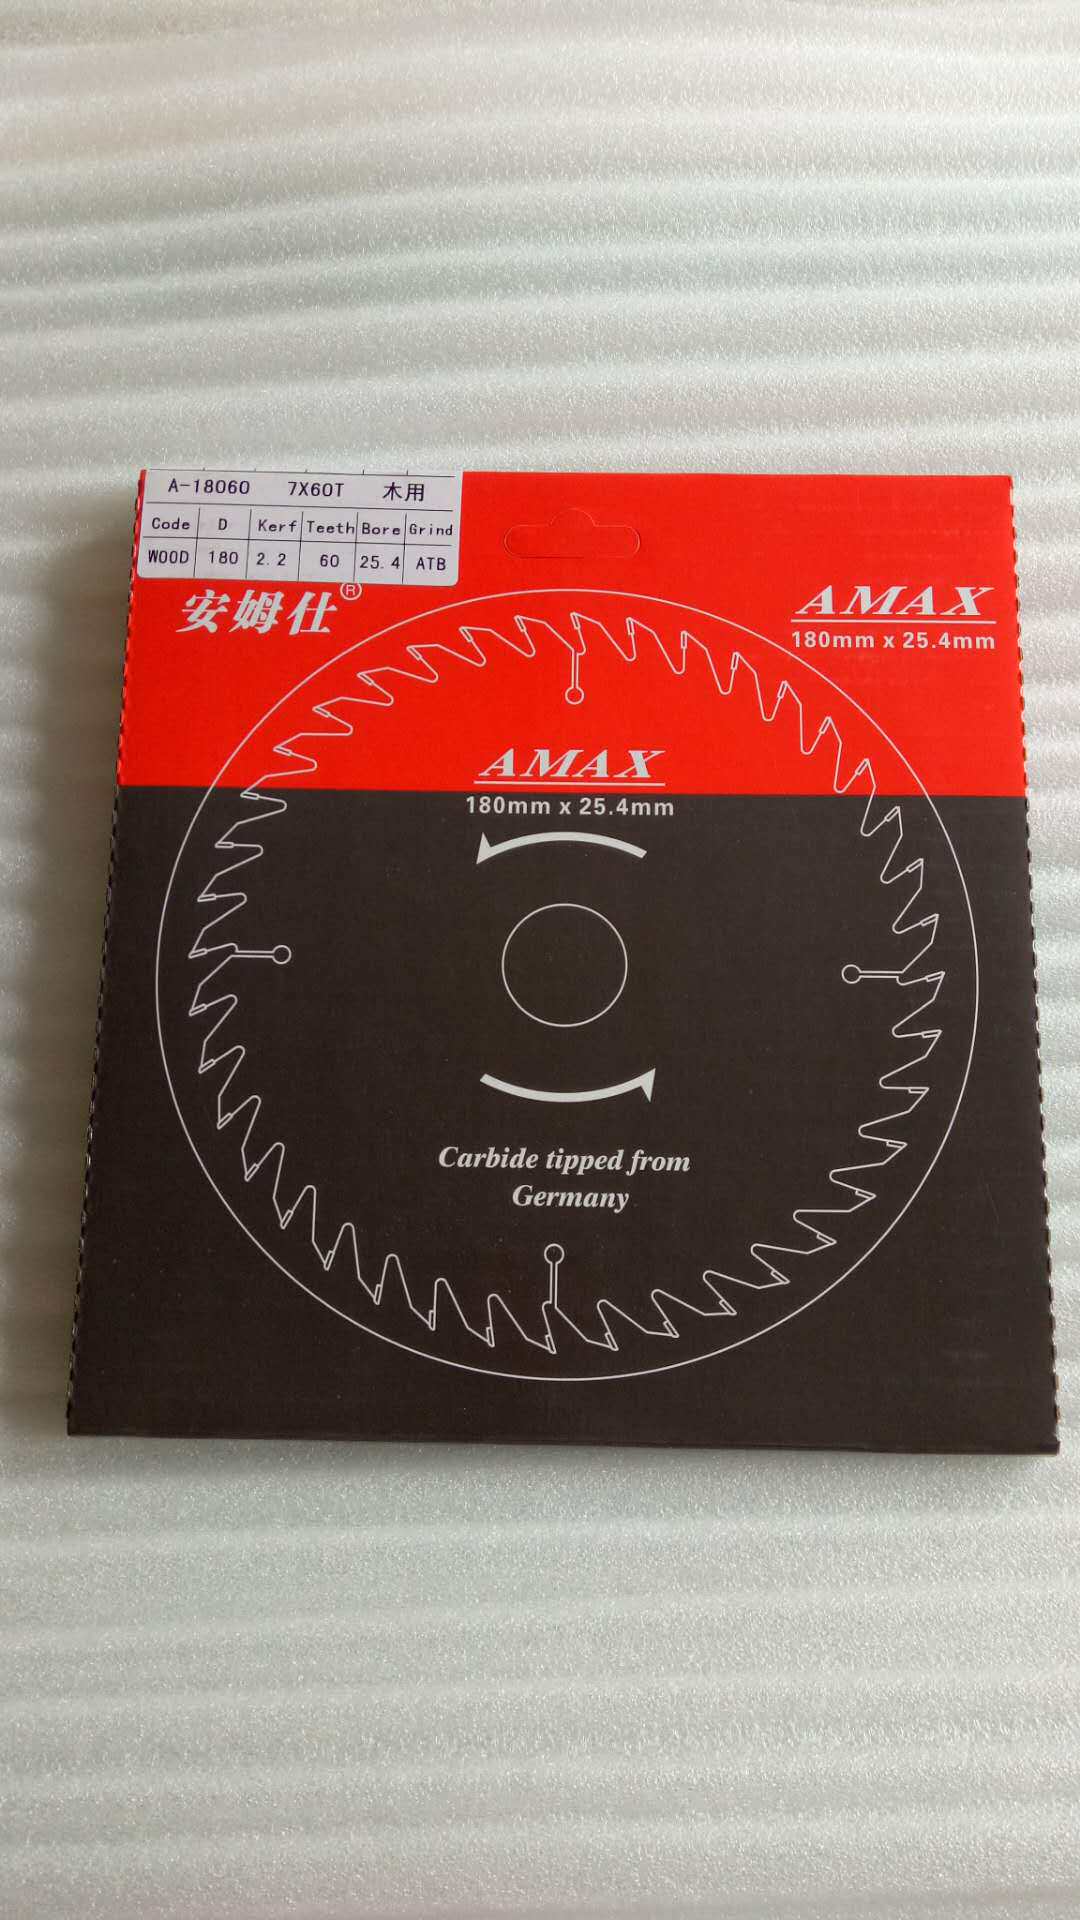 A-18060 7X60T 木用
Code D Kerf Teeth Bore Grind
WOOD 180 2.2 60 25.4 ATB
安姆仕®
AMAX
180mm x 25.4mm
AMAX
180mm x 25.4mm
Carbide tipped from
Germany